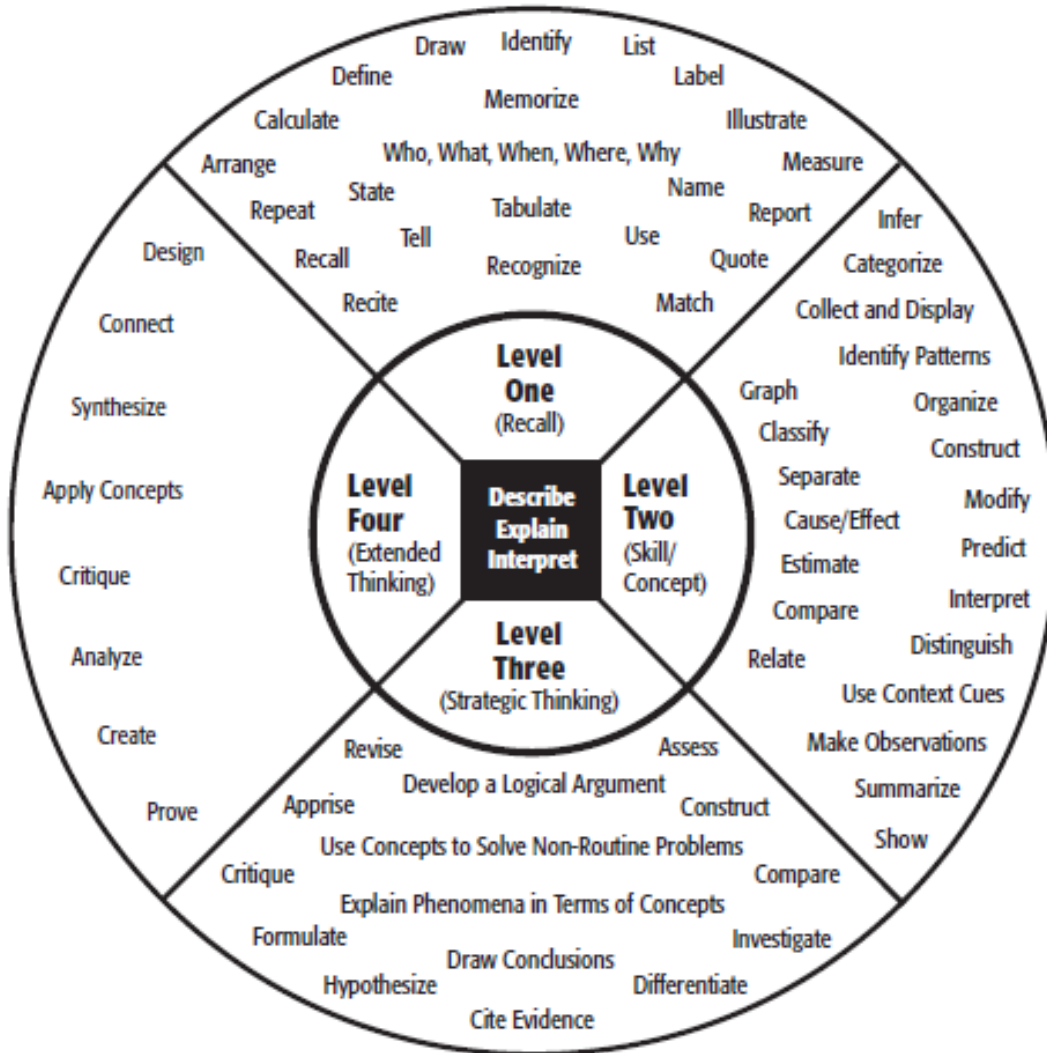 Draw
Identify
List
Define
Label
Memorize
Calculate
Illustrate
Who, What, When, Where, Why
Arrange
Measure
State
Name
Repeat
Tabulate
Report
Tell
Use
Recall
Recognize
Quote
Recite
Match
Infer
Categorize
Collect and Display
Identify Patterns
Graph
Organize
Classify
Construct
Separate
Modify
Cause/Effect
Predict
Estimate
Interpret
Compare
Distinguish
Relate
Use Context Cues
Make Observations
Summarize
Show
Design
Connect
Synthesize
Apply Concepts
Critique
Analyze
Create
Prove
Level
One
(Recall)
Level
Four
(Extended
Thinking)
Describe
Explain
Interpret
Level
Two
(Skill/
Concept)
Level
Three
(Strategic Thinking)
Revise
Assess
Develop a Logical Argument
Apprise
Construct
Use Concepts to Solve Non-Routine Problems
Critique
Compare
Explain Phenomena in Terms of Concepts
Formulate
Investigate
Draw Conclusions
Hypothesize
Differentiate
Cite Evidence